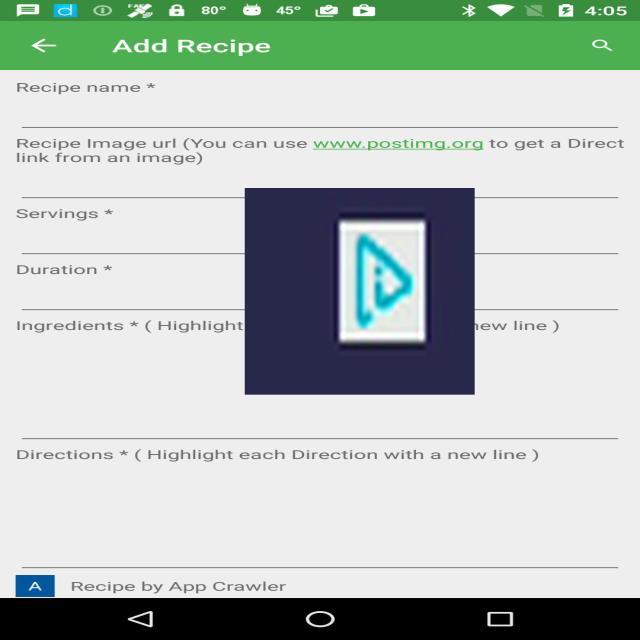 80° 45° 4:05
Add Recipe
Recipe name *
Recipe Image url (You can use www.postimg.org to get a Direct
link from an image)
Servings *
Duration *
Ingredients * ( Highlight new line )
Directions * ( Highlight each Direction with a new line )
A Recipe by App Crawler